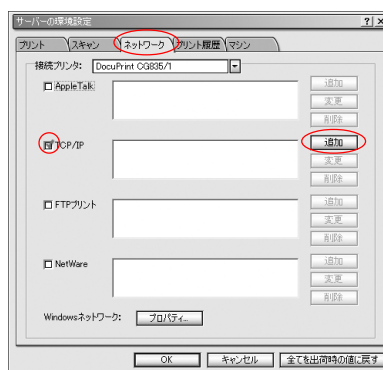 サーバーの環境設定
プリント スキャン ネットワーク プリント履歴 マシン
接続プリンタ: DocuPrint CG835/1
AppleTalk
追加
変更
削除
TCP/IP
追加
変更
削除
FTPプリント
追加
変更
削除
NetWare
追加
変更
削除
Windowsネットワーク: プロパティ...
OK キャンセル 全てを出荷時の値に戻す